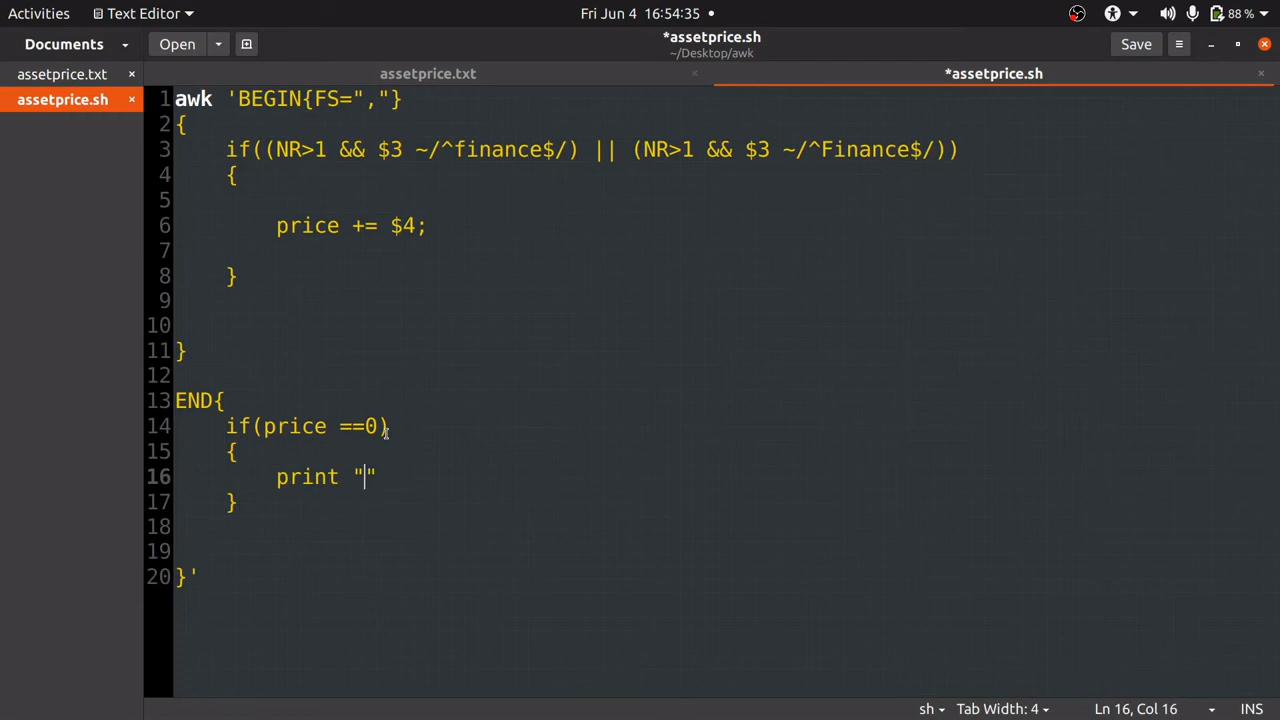 Activities Text Editor Fri Jun 4 16:54:35 88 %
Documents Open *assetprice.sh Save
~/Desktop/awk
assetprice.txt assetprice.txt *assetprice.sh
assetprice.sh
1 awk 'BEGIN{FS=","}
2 {
3 if((NR>1 && $3 ~/^finance$/) || (NR>1 && $3 ~/^Finance$/))
4 {
5
6 price += $4;
7
8 }
9
10
11 }
12
13 END{
14 if(price ==0)
15 {
16 print ""
17 }
18
19
20 }'
sh Tab Width: 4 Ln 16, Col 16 INS